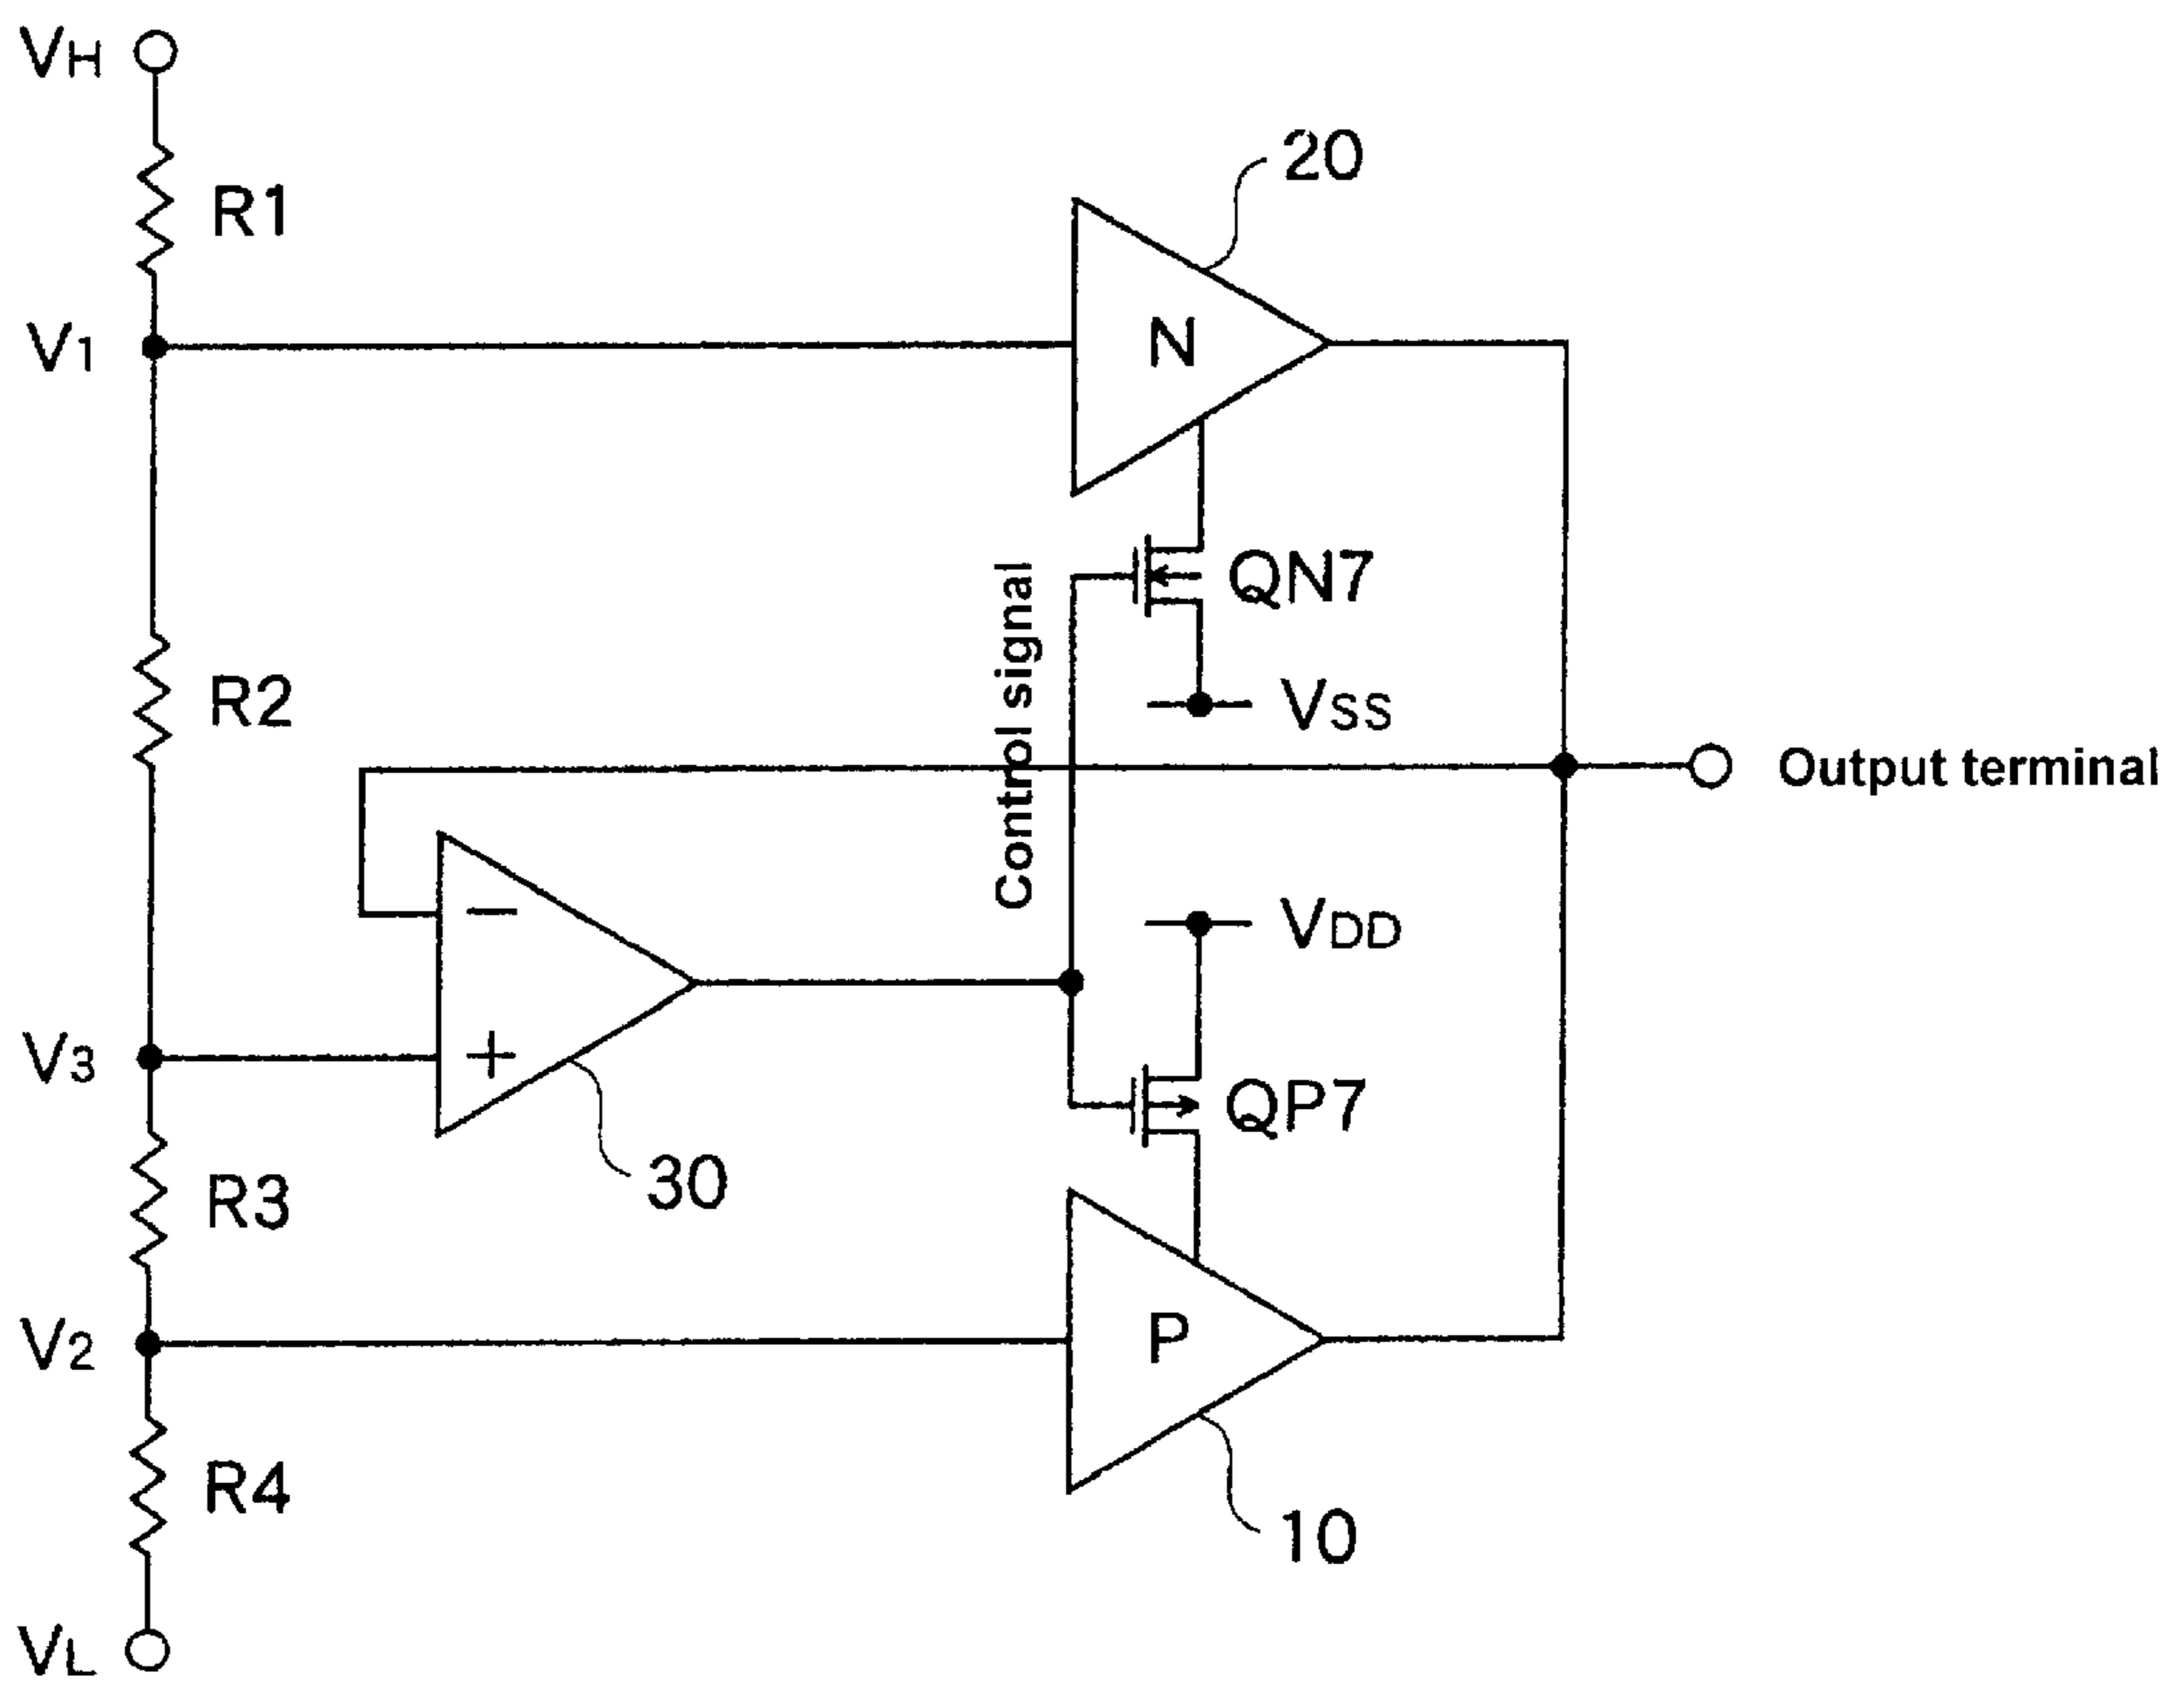 VH
20
R1
N
V1
QN7
Control signal
R2
VSS
Output terminal
−
VDD
+
V3
QP7
30
R3
P
V2
R4
10
VL